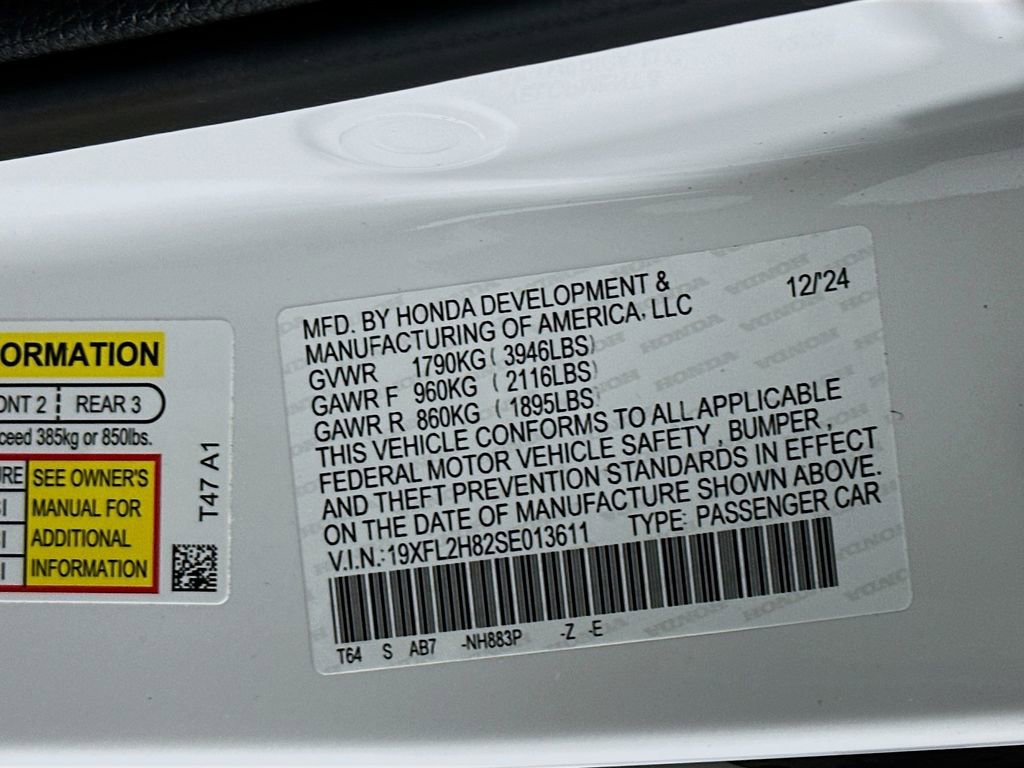 ORMATION
ONT 2 REAR 3
ceed 385kg or 850lbs.
URE
SEE OWNER'S
MANUAL FOR
ADDITIONAL
INFORMATION
T47 A1
MFD. BY HONDA DEVELOPMENT &
MANUFACTURING OF AMERICA, LLC
12/'24
GVWR 1790KG ( 3946LBS)
GAWR F 960KG ( 2116LBS)
GAWR R 860KG ( 1895LBS)
THIS VEHICLE CONFORMS TO ALL APPLICABLE
FEDERAL MOTOR VEHICLE SAFETY , BUMPER ,
AND THEFT PREVENTION STANDARDS IN EFFECT
ON THE DATE OF MANUFACTURE SHOWN ABOVE.
V.I.N.:19XFL2H82SE013611 TYPE: PASSENGER CAR
T64 S AB7 -NH883P -Z -E